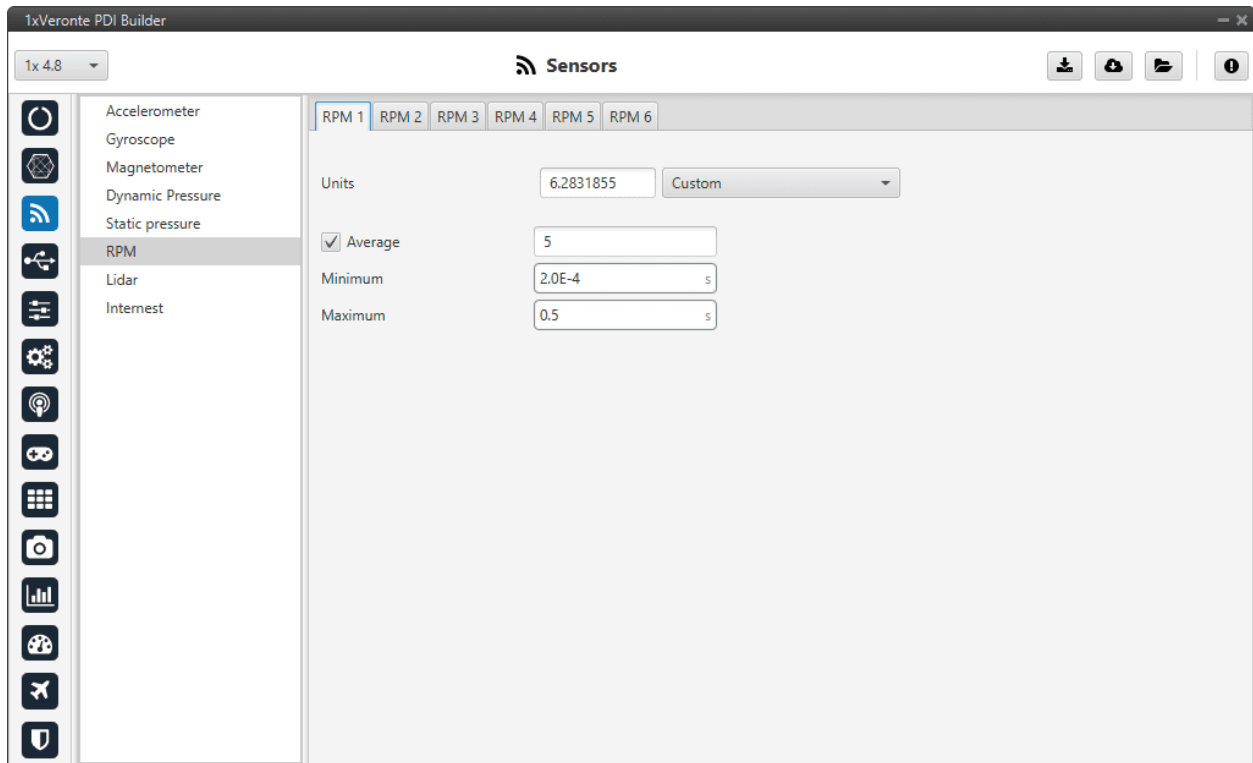 1xVeronte PDI Builder
1x 4.8
Sensors
Accelerometer
Gyroscope
Magnetometer
Dynamic Pressure
Static pressure
RPM
Lidar
Internest
RPM 1 RPM 2 RPM 3 RPM 4 RPM 5 RPM 6
Units 6.2831855 Custom
Average 5
Minimum 2.0E-4 s
Maximum 0.5 s